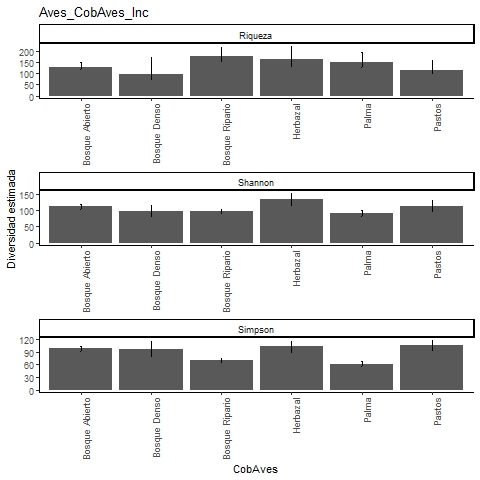 Aves_CobAves_Inc
Riqueza
200
150
100
50
0
Bosque Abierto
Bosque Denso
Bosque Ripario
Herbazal
Palma
Pastos
Diversidad estimada
Shannon
150
100
50
0
Bosque Abierto
Bosque Denso
Bosque Ripario
Herbazal
Palma
Pastos
Simpson
120
90
60
30
0
Bosque Abierto
Bosque Denso
Bosque Ripario
Herbazal
Palma
Pastos
CobAves